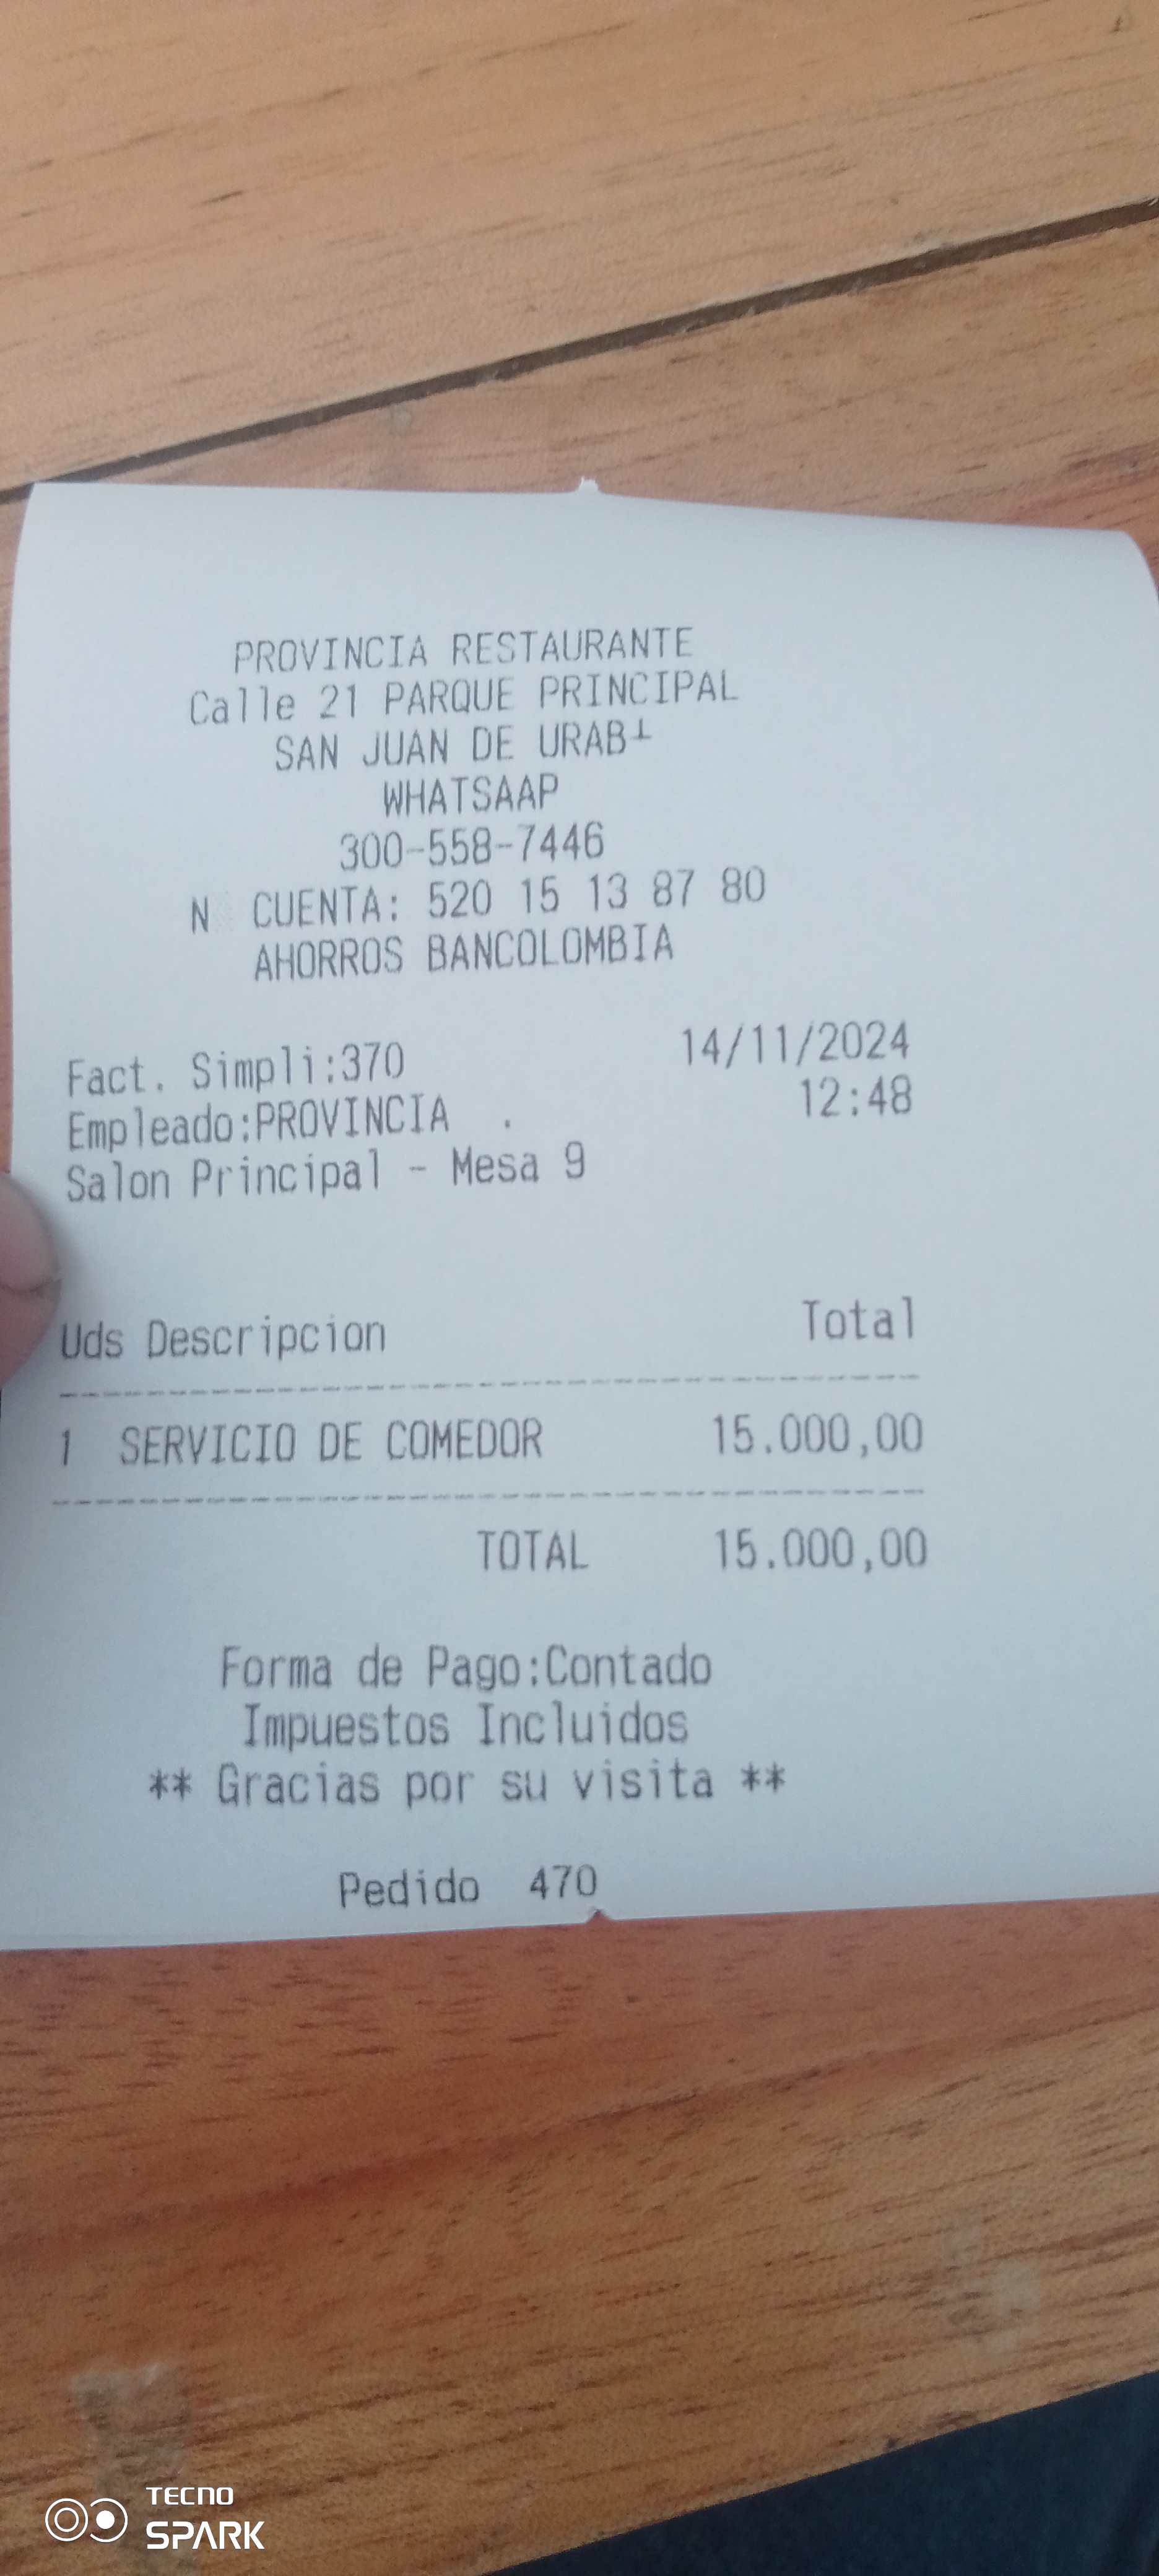 PROVINCIA RESTAURANTE
Calle 21 PARQUE PRINCIPAL
SAN JUAN DE URAB┴
WHATSAAP
300-558-7446
N░ CUENTA: 520 15 13 87 80
AHORROS BANCOLOMBIA
Fact. Simpli:370 14/11/2024
Empleado:PROVINCIA . 12:48
Salon Principal - Mesa 9
Uds Descripcion Total
1 SERVICIO DE COMEDOR 15.000,00
TOTAL 15.000,00
Forma de Pago:Contado
Impuestos Incluidos
** Gracias por su visita **
Pedido 470
TECNO
SPARK